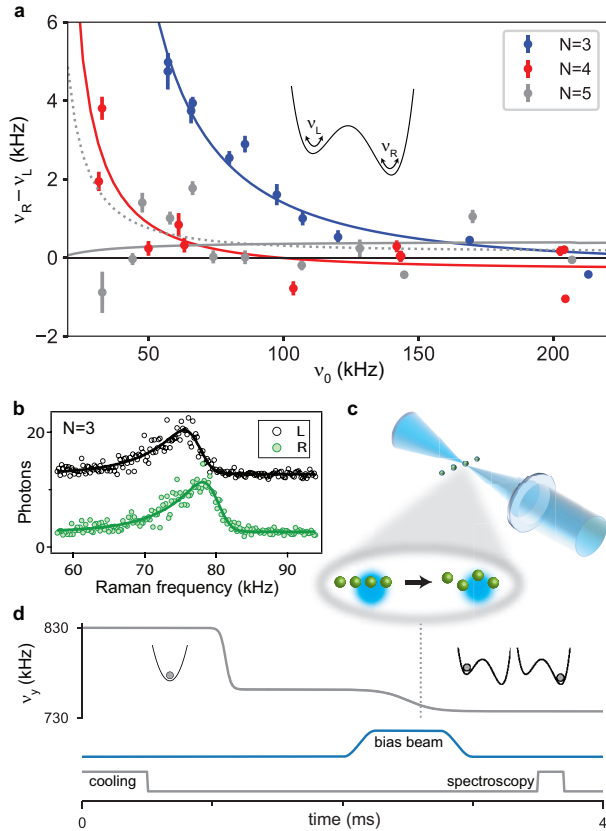 a
6
4
2
0
−2
ν_R − ν_L (kHz)
N=3
N=4
N=5
ν_L
ν_R
50
100
150
200
ν_0 (kHz)
b
N=3
L
R
20
0
Photons
60
70
80
90
Raman frequency (kHz)
c
d
830
730
ν_y
bias beam
cooling
spectroscopy
0
4
time (ms)